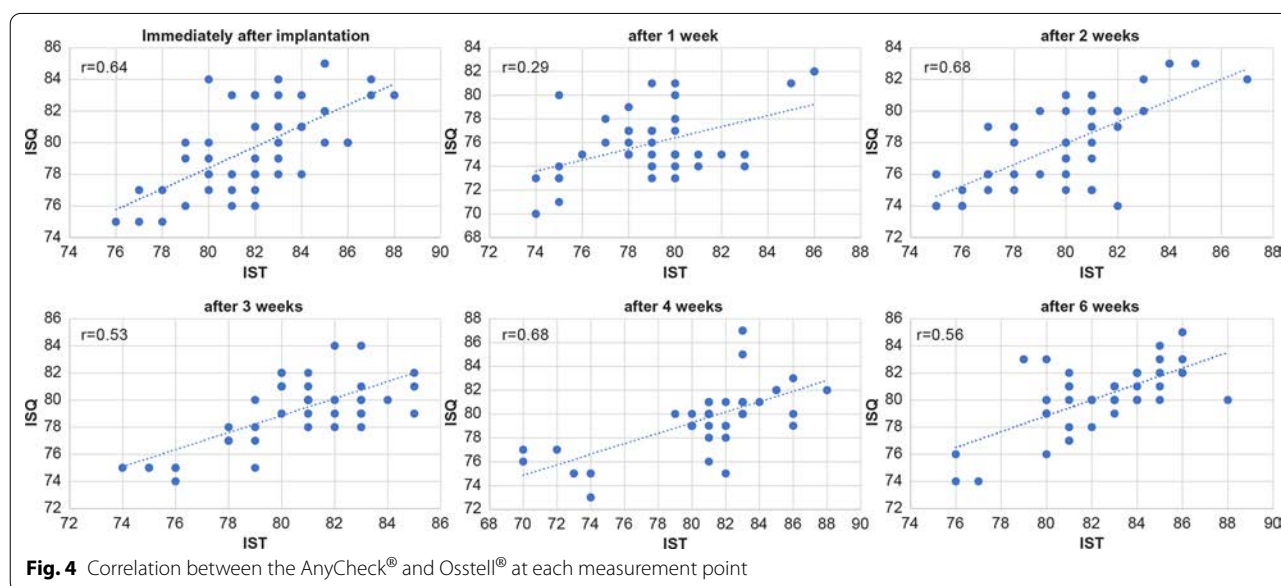 Immediately after implantation
r=0.64
ISQ
86
84
82
80
78
76
74
74 76 78 80 82 84 86 88 90
IST
after 1 week
r=0.29
ISQ
84
82
80
78
76
74
72
70
68
72 74 76 78 80 82 84 86 88
IST
after 2 weeks
r=0.68
ISQ
84
82
80
78
76
74
72
74 76 78 80 82 84 86 88
IST
after 3 weeks
r=0.53
ISQ
86
84
82
80
78
76
74
72
72 74 76 78 80 82 84 86
IST
after 4 weeks
r=0.68
ISQ
88
86
84
82
80
78
76
74
72
68 70 72 74 76 78 80 82 84 86 88 90
IST
after 6 weeks
r=0.56
ISQ
86
84
82
80
78
76
74
72
74 76 78 80 82 84 86 88 90
IST
Fig. 4 Correlation between the AnyCheck® and Osstell® at each measurement point